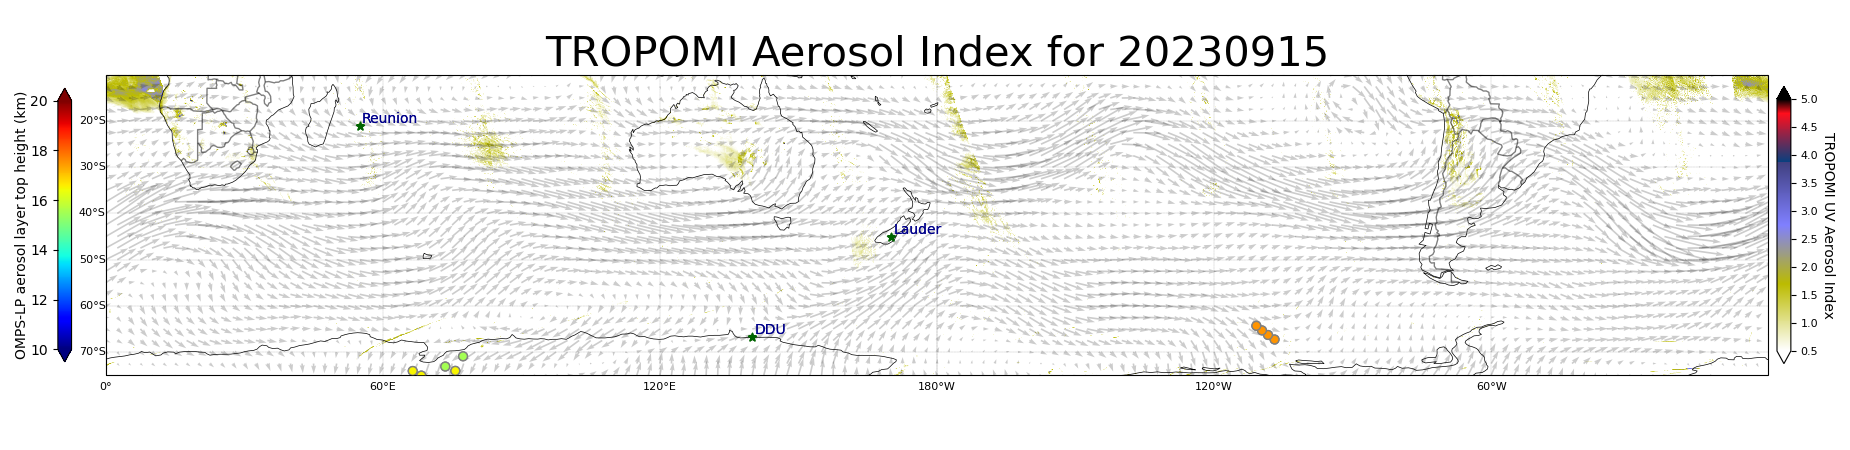 TROPOMI Aerosol Index for 20230915
OMPS-LP aerosol layer top height (km)
20
18
16
14
12
10
20°S
30°S
40°S
50°S
60°S
70°S
Reunion
Lauder
DDU
0°
60°E
120°E
180°W
120°W
60°W
5.0
4.5
4.0
3.5
3.0
2.5
2.0
1.5
1.0
0.5
TROPOMI UV Aerosol Index